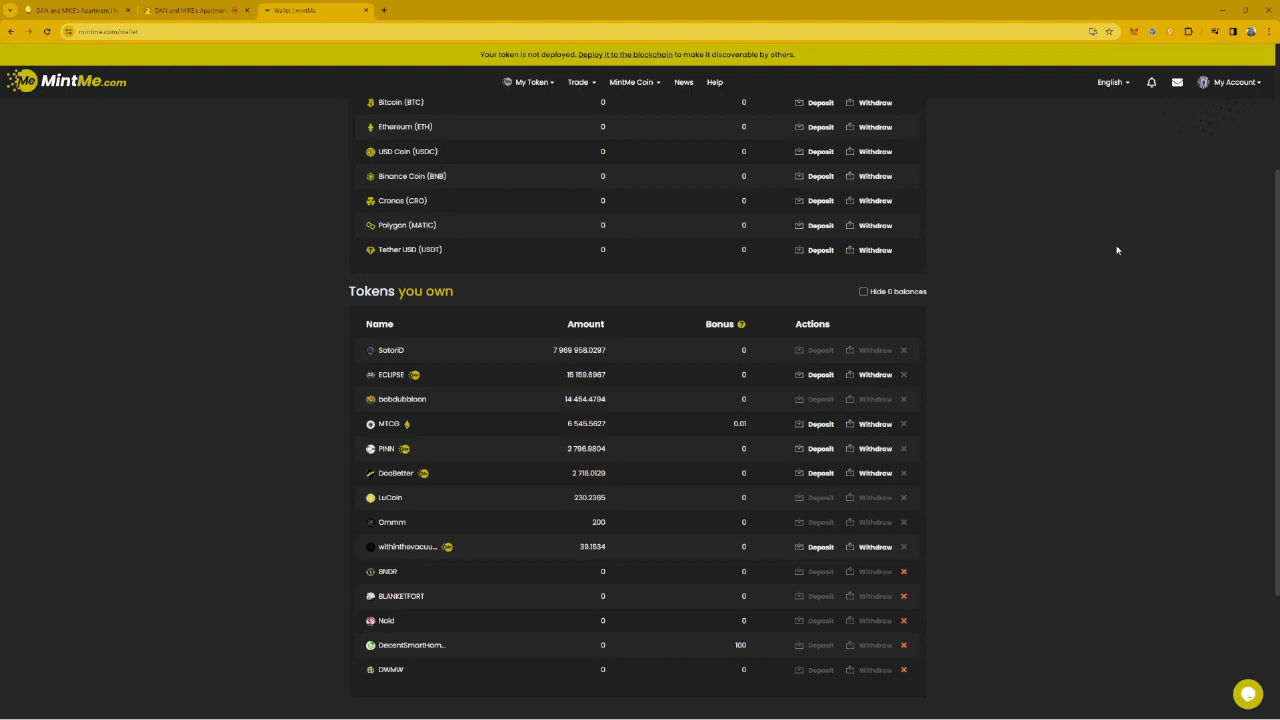 DAN and MIKE's Apartment | M
DAN and MIKE's Apartment
Wallet | mintMe
mintme.com/wallet
Your token is not deployed. Deploy it to the blockchain to make it discoverable by others.
Me MintMe.com My Token Trade MintMe Coin News Help English My Account
Bitcoin (BTC) 0 0 Deposit Withdraw
Ethereum (ETH) 0 0 Deposit Withdraw
USD Coin (USDC) 0 0 Deposit Withdraw
Binance Coin (BNB) 0 0 Deposit Withdraw
Cronos (CRO) 0 0 Deposit Withdraw
Polygon (MATIC) 0 0 Deposit Withdraw
Tether USD (USDT) 0 0 Deposit Withdraw
Tokens you own Hide 0 balances
Name Amount Bonus ? Actions
SatoriD 7 969 958.0297 0 Deposit Withdraw
ECLIPSE Me 15 159.6967 0 Deposit Withdraw
bobdubbloon 14 454.4794 0 Deposit Withdraw
MTCG 6 545.5627 0.01 Deposit Withdraw
PINN Me 2 796.9804 0 Deposit Withdraw
DooBetter Me 2 718.0129 0 Deposit Withdraw
LuCoin 230.2385 0 Deposit Withdraw
Ommm 200 0 Deposit Withdraw
withinthevacuu... Me 39.1534 0 Deposit Withdraw
BNDR 0 0 Deposit Withdraw
BLANKETFORT 0 0 Deposit Withdraw
Nold 0 0 Deposit Withdraw
DecentSmartHom... 0 100 Deposit Withdraw
DWMW 0 0 Deposit Withdraw